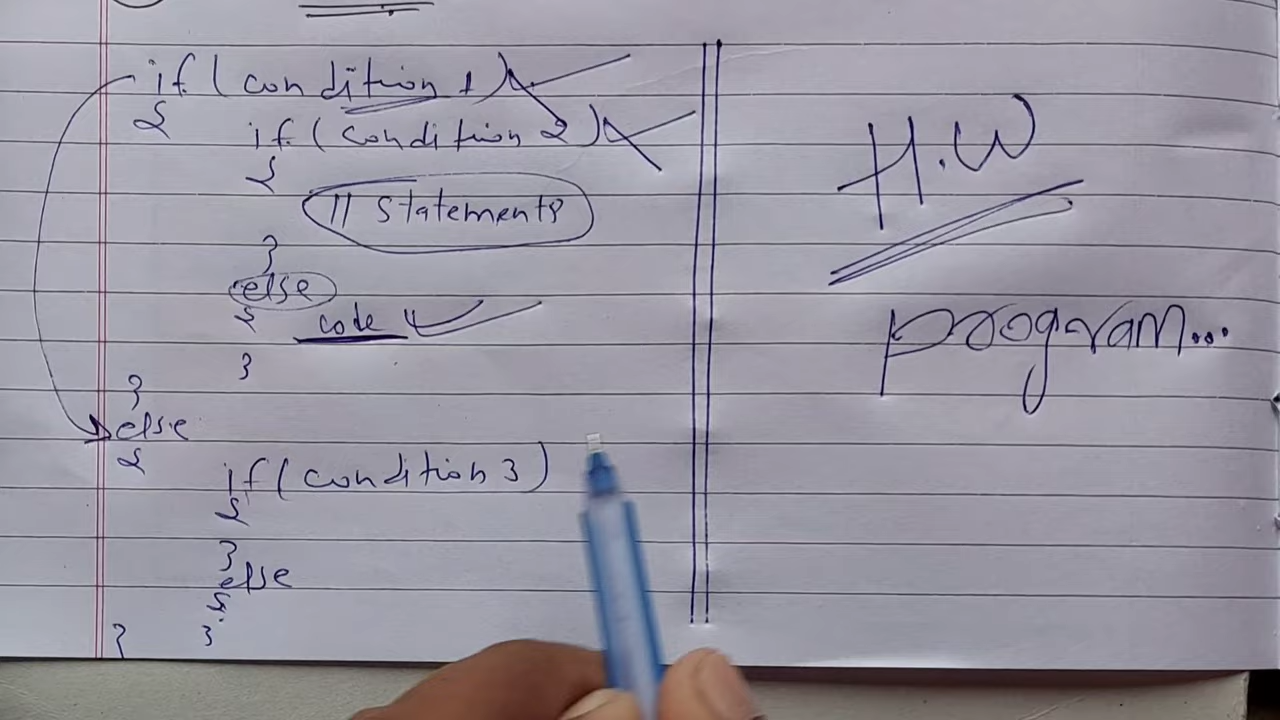 if (condition 1)
{
if (condition 2)
{
// Statements
}
else
{
code
}
}
else
{
if (condition 3)
{
}
else
{
}
}
H.W
program...